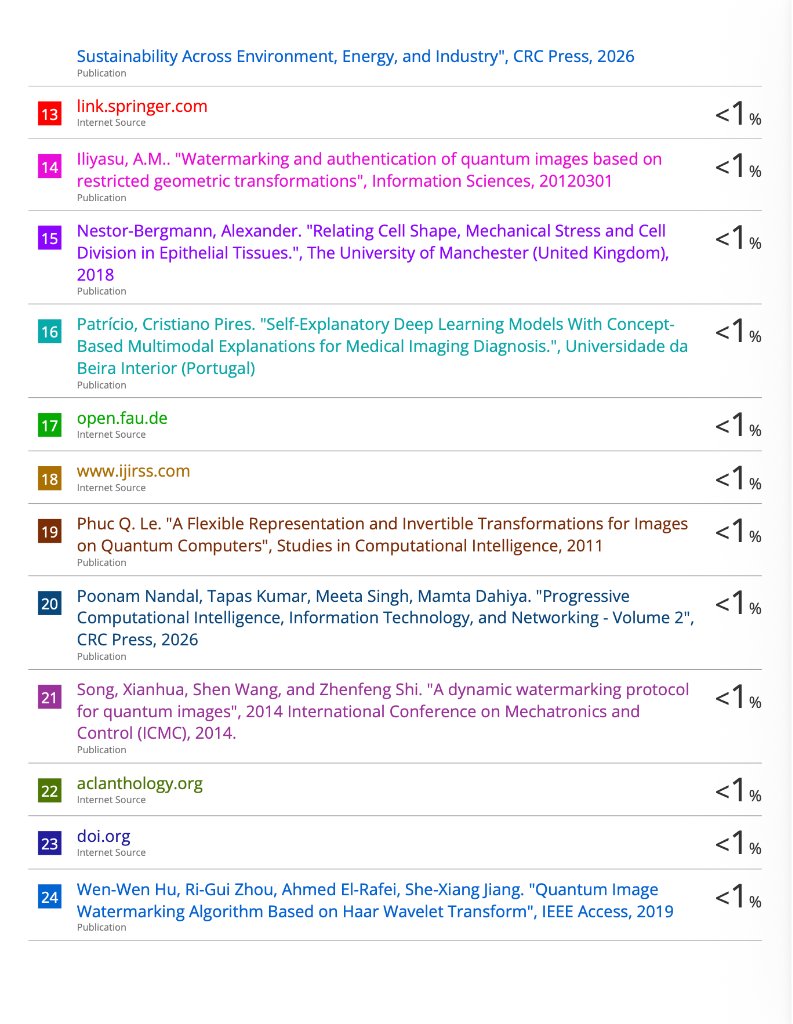 Sustainability Across Environment, Energy, and Industry", CRC Press, 2026
Publication
13
link.springer.com
Internet Source
<1%
14
Iliyasu, A.M.. "Watermarking and authentication of quantum images based on
restricted geometric transformations", Information Sciences, 20120301
Publication
<1%
15
Nestor-Bergmann, Alexander. "Relating Cell Shape, Mechanical Stress and Cell
Division in Epithelial Tissues.", The University of Manchester (United Kingdom),
2018
Publication
<1%
16
Patrício, Cristiano Pires. "Self-Explanatory Deep Learning Models With Concept-
Based Multimodal Explanations for Medical Imaging Diagnosis.", Universidade da
Beira Interior (Portugal)
Publication
<1%
17
open.fau.de
Internet Source
<1%
18
www.ijirss.com
Internet Source
<1%
19
Phuc Q. Le. "A Flexible Representation and Invertible Transformations for Images
on Quantum Computers", Studies in Computational Intelligence, 2011
Publication
<1%
20
Poonam Nandal, Tapas Kumar, Meeta Singh, Mamta Dahiya. "Progressive
Computational Intelligence, Information Technology, and Networking - Volume 2",
CRC Press, 2026
Publication
<1%
21
Song, Xianhua, Shen Wang, and Zhenfeng Shi. "A dynamic watermarking protocol
for quantum images", 2014 International Conference on Mechatronics and
Control (ICMC), 2014.
Publication
<1%
22
aclanthology.org
Internet Source
<1%
23
doi.org
Internet Source
<1%
24
Wen-Wen Hu, Ri-Gui Zhou, Ahmed El-Rafei, She-Xiang Jiang. "Quantum Image
Watermarking Algorithm Based on Haar Wavelet Transform", IEEE Access, 2019
Publication
<1%